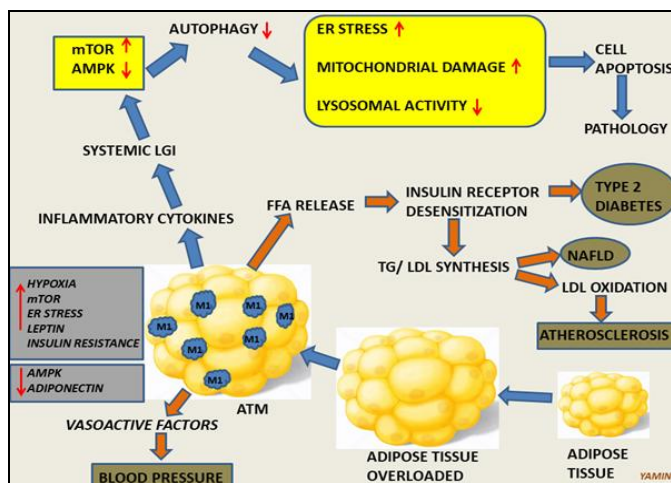 mTOR
AMPK
AUTOPHAGY
ER STRESS
MITOCHONDRIAL DAMAGE
LYSOSOMAL ACTIVITY
CELL
APOPTOSIS
PATHOLOGY
SYSTEMIC LGI
INFLAMMATORY CYTOKINES
FFA RELEASE
INSULIN RECEPTOR
DESENSITIZATION
TYPE 2
DIABETES
TG/ LDL SYNTHESIS
NAFLD
LDL OXIDATION
ATHEROSCLEROSIS
HYPOXIA
mTOR
ER STRESS
LEPTIN
INSULIN RESISTANCE
AMPK
ADIPONECTIN
M1
M1
M1
M1
M1
M1
M1
ATM
VASOACTIVE FACTORS
BLOOD PRESSURE
ADIPOSE TISSUE
OVERLOADED
ADIPOSE
TISSUE
YAMIN